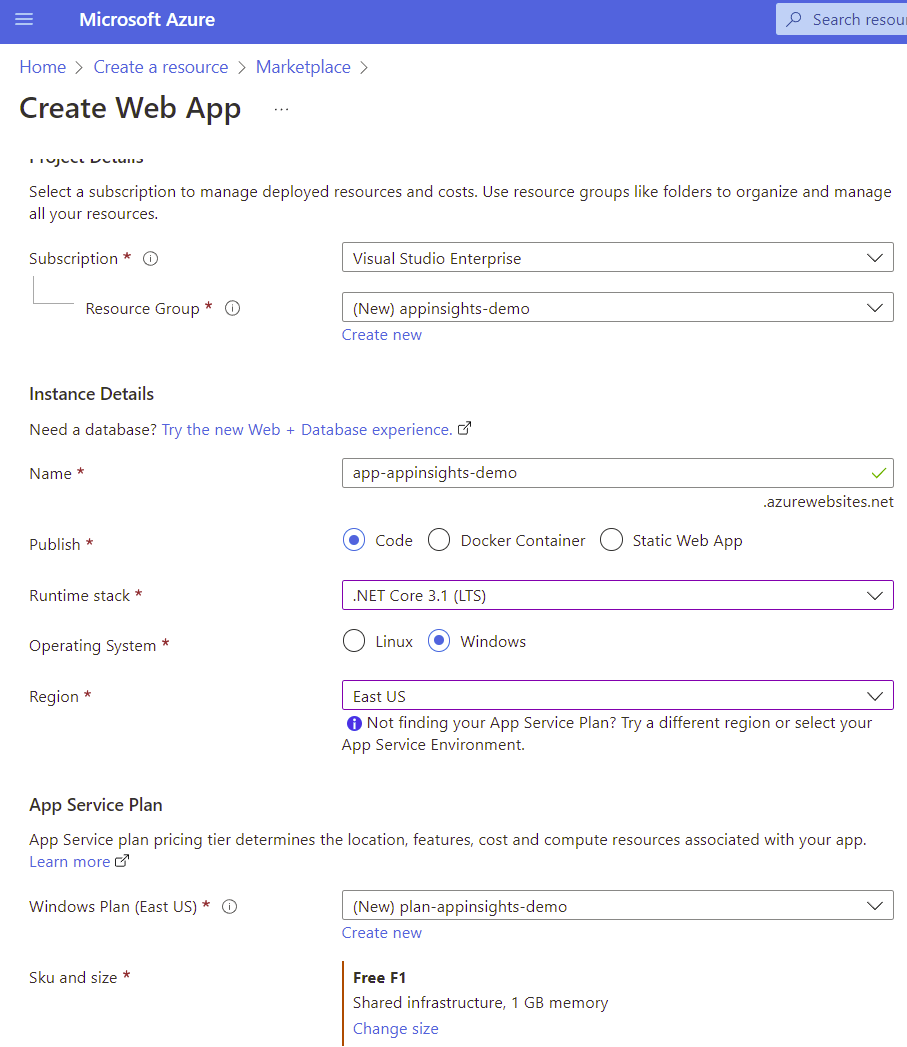 Microsoft Azure
Search resou
Home > Create a resource > Marketplace >
Create Web App ...
Project Details
Select a subscription to manage deployed resources and costs. Use resource groups like folders to organize and manage
all your resources.
Subscription *
Visual Studio Enterprise
Resource Group *
(New) appinsights-demo
Create new
Instance Details
Need a database? Try the new Web + Database experience.
Name *
app-appinsights-demo
.azurewebsites.net
Publish *
Code Docker Container Static Web App
Runtime stack *
.NET Core 3.1 (LTS)
Operating System *
Linux Windows
Region *
East US
Not finding your App Service Plan? Try a different region or select your
App Service Environment.
App Service Plan
App Service plan pricing tier determines the location, features, cost and compute resources associated with your app.
Learn more
Windows Plan (East US) *
(New) plan-appinsights-demo
Create new
Sku and size *
Free F1
Shared infrastructure, 1 GB memory
Change size